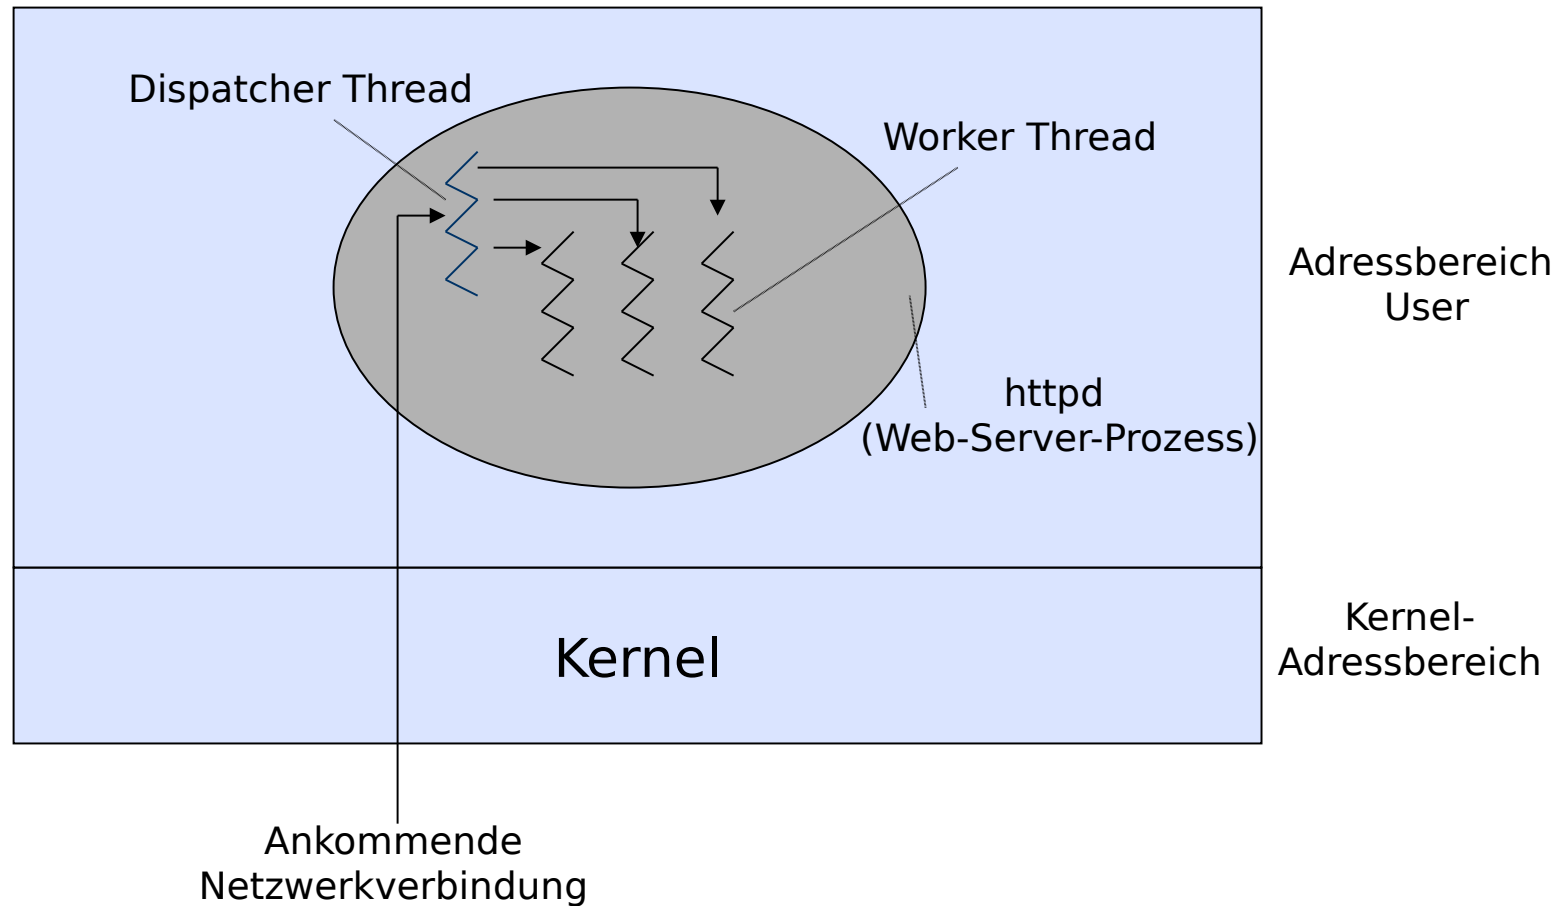 Dispatcher Thread
Worker Thread
Adressbereich
User
httpd
(Web-Server-Prozess)
Kernel
Kernel-
Adressbereich
Ankommende
Netzwerkverbindung